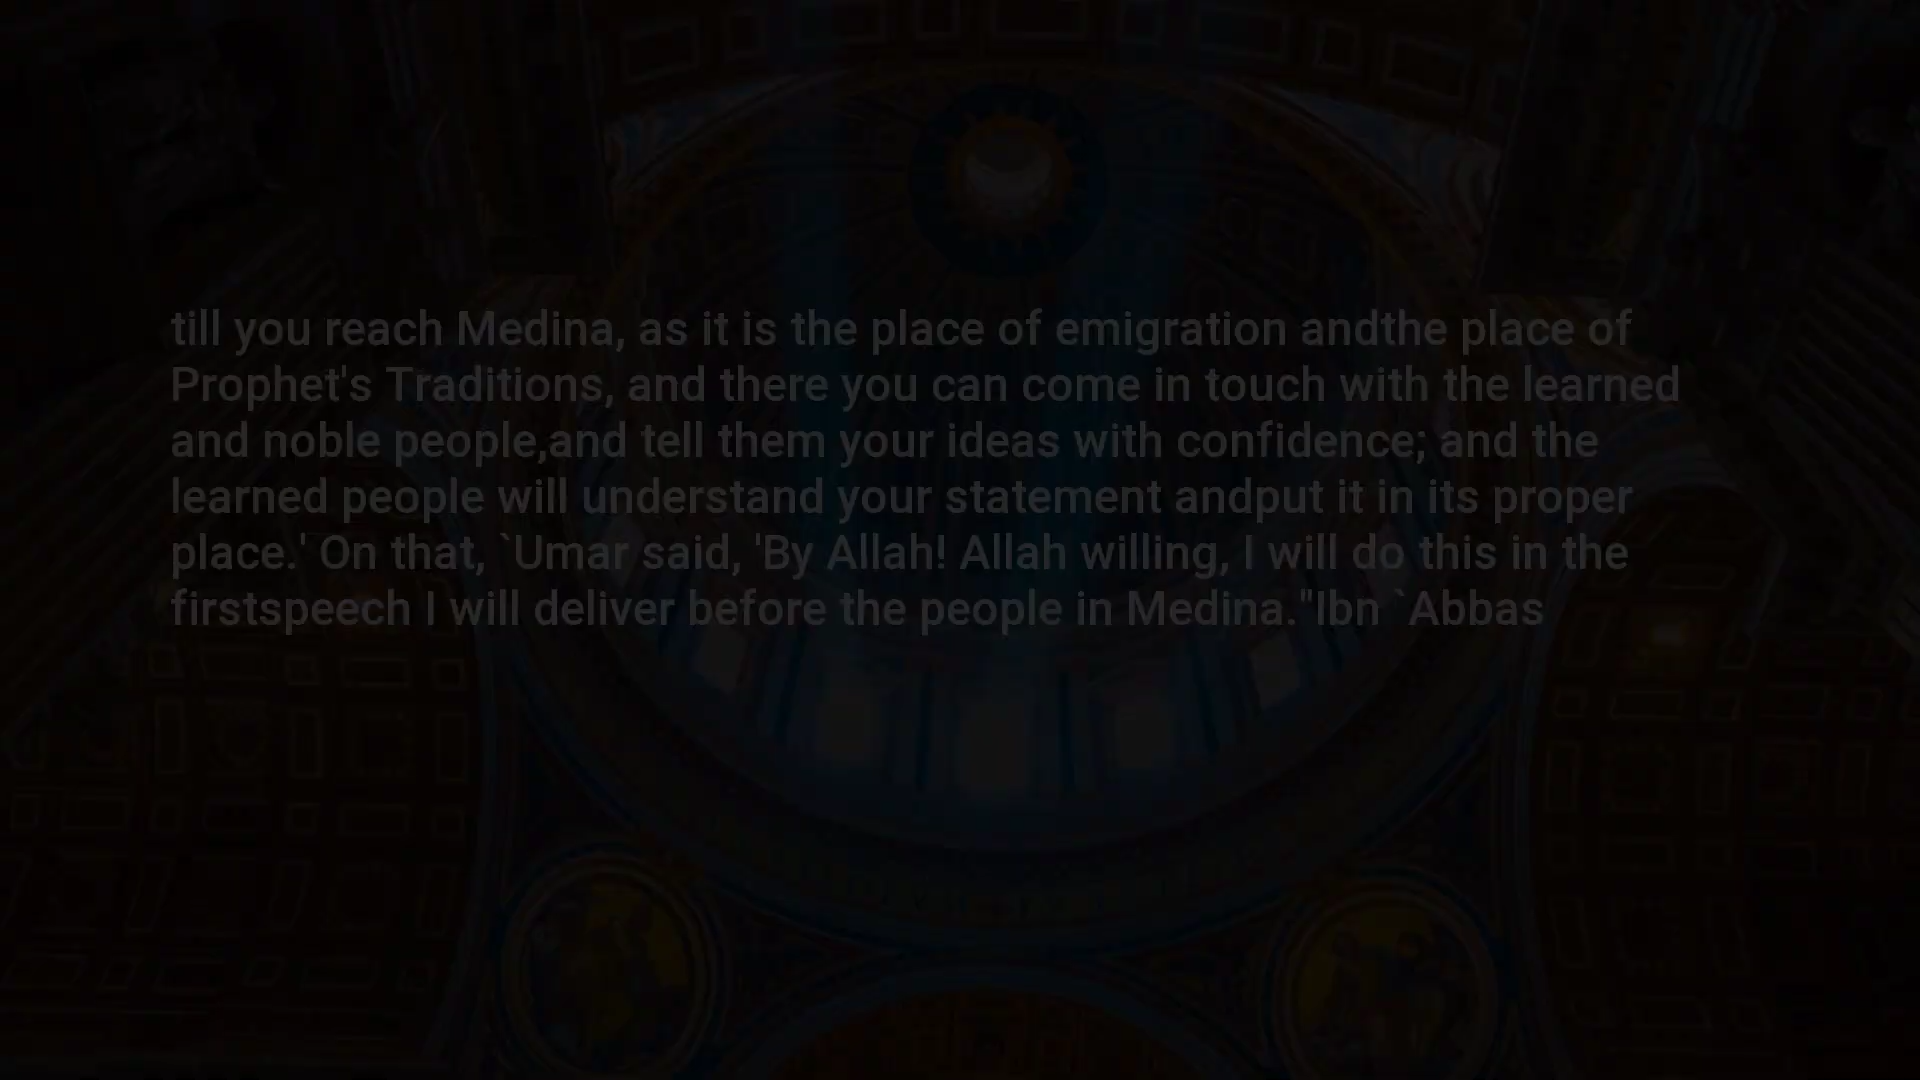 till you reach Medina, as it is the place of emigration andthe place of
Prophet's Traditions, and there you can come in touch with the learned
and noble people,and tell them your ideas with confidence; and the
learned people will understand your statement andput it in its proper
place.' On that, `Umar said, 'By Allah! Allah willing, I will do this in the
firstspeech I will deliver before the people in Medina."Ibn `Abbas